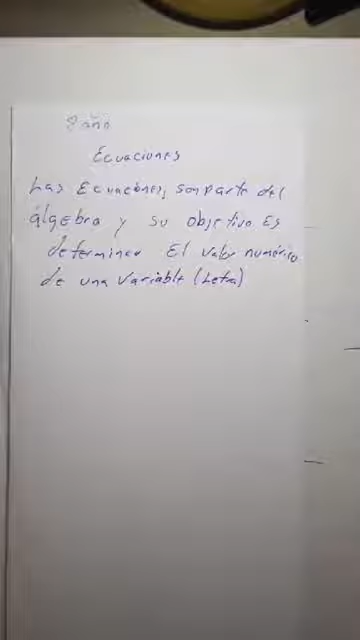 8 año
Ecuaciones
Las Ecuaciones, son parte del
álgebra y su objetivo Es
determinar El valor numérico
de una variable (Letra)